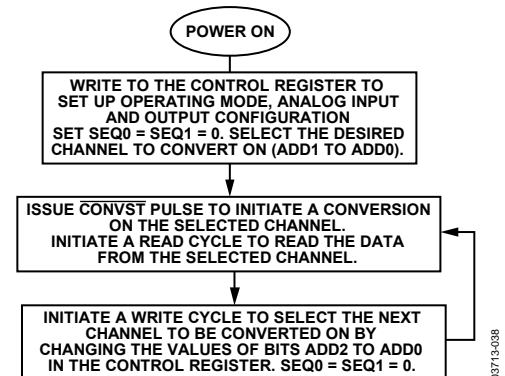 POWER ON
WRITE TO THE CONTROL REGISTER TO
SET UP OPERATING MODE, ANALOG INPUT
AND OUTPUT CONFIGURATION
SET SEQ0 = SEQ1 = 0. SELECT THE DESIRED
CHANNEL TO CONVERT ON (ADD1 TO ADD0).
ISSUE CONVST PULSE TO INITIATE A CONVERSION
ON THE SELECTED CHANNEL.
INITIATE A READ CYCLE TO READ THE DATA
FROM THE SELECTED CHANNEL.
INITIATE A WRITE CYCLE TO SELECT THE NEXT
CHANNEL TO BE CONVERTED ON BY
CHANGING THE VALUES OF BITS ADD2 TO ADD0
IN THE CONTROL REGISTER. SEQ0 = SEQ1 = 0.
03713-038